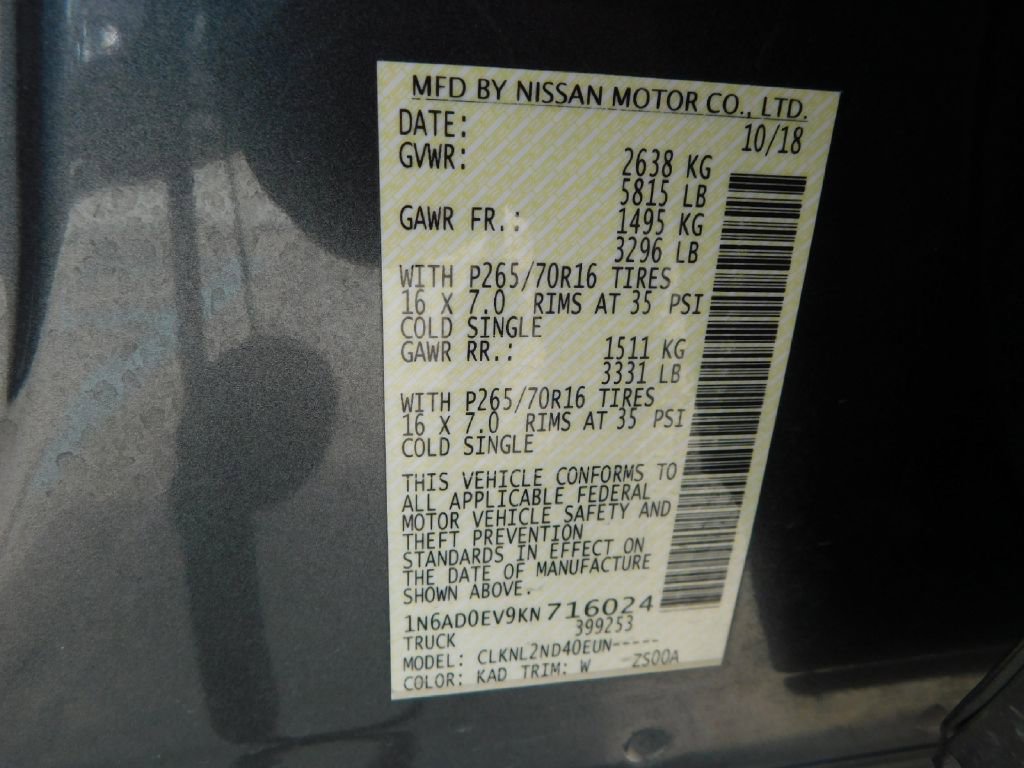 MFD BY NISSAN MOTOR CO., LTD.
DATE: 10/18
GVWR: 2638 KG
5815 LB
GAWR FR.: 1495 KG
3296 LB
WITH P265/70R16 TIRES
16 X 7.0 RIMS AT 35 PSI
COLD SINGLE
GAWR RR.: 1511 KG
3331 LB
WITH P265/70R16 TIRES
16 X 7.0 RIMS AT 35 PSI
COLD SINGLE
THIS VEHICLE CONFORMS TO
ALL APPLICABLE FEDERAL
MOTOR VEHICLE SAFETY AND
THEFT PREVENTION
STANDARDS IN EFFECT ON
THE DATE OF MANUFACTURE
SHOWN ABOVE.
1N6AD0EV9KN716024
TRUCK 399253
MODEL: CLKNL2ND40EUN-----
COLOR: KAD TRIM: W -ZS00A